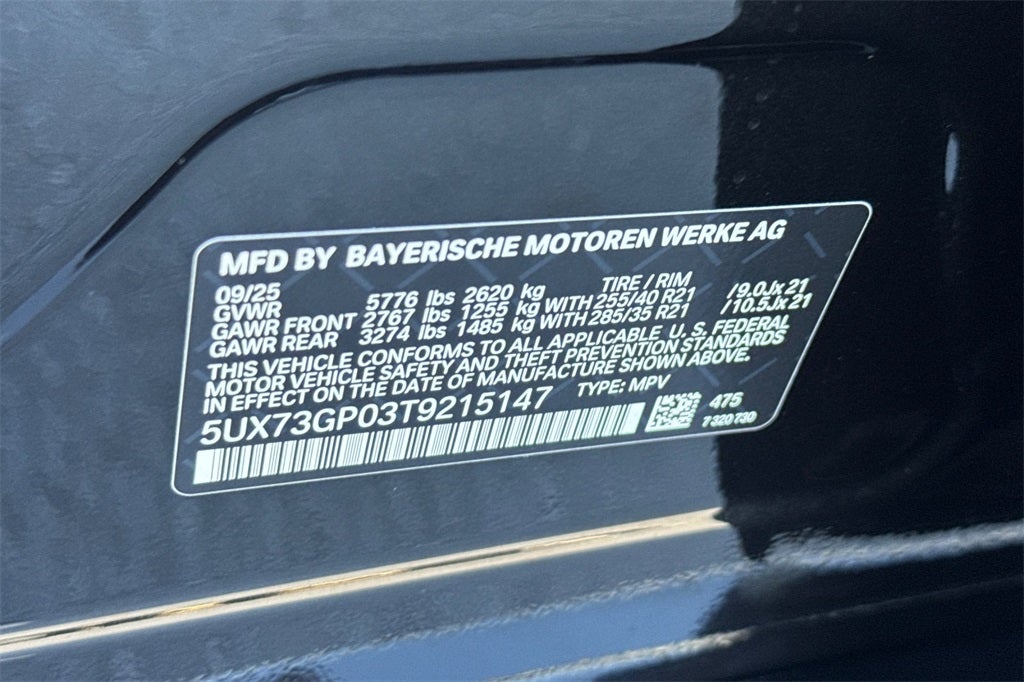 MFD BY BAYERISCHE MOTOREN WERKE AG
09/25 TIRE / RIM
GVWR 5776 lbs 2620 kg
GAWR FRONT 2767 lbs 1255 kg WITH 255/40 R21 /9.0Jx21
GAWR REAR 3274 lbs 1485 kg WITH 285/35 R21 /10.5Jx21
THIS VEHICLE CONFORMS TO ALL APPLICABLE U.S. FEDERAL
MOTOR VEHICLE SAFETY AND THEFT PREVENTION STANDARDS
IN EFFECT ON THE DATE OF MANUFACTURE SHOWN ABOVE.
5UX73GP03T9215147 TYPE: MPV
475
7 320 730